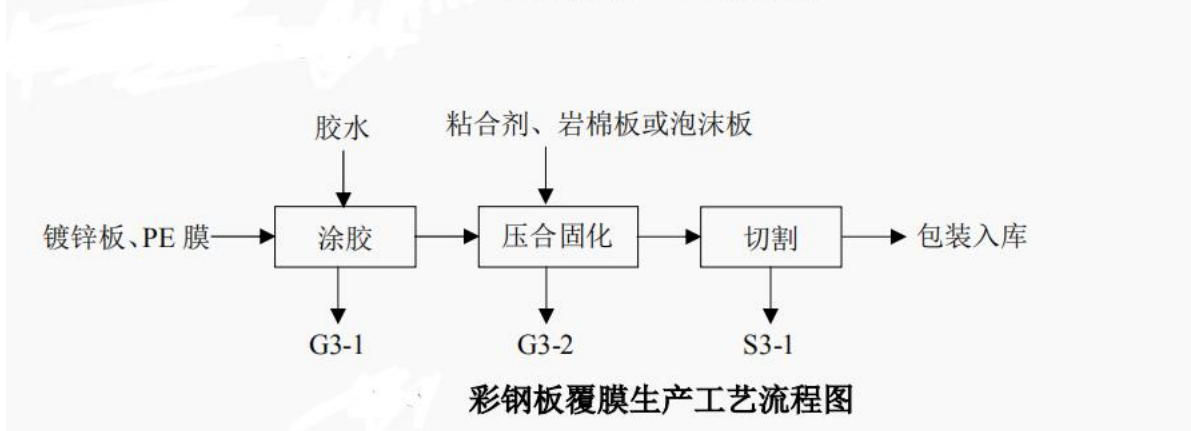 胶水
粘合剂、岩棉板或泡沫板
镀锌板、PE 膜
涂胶
压合固化
切割
包装入库
G3-1
G3-2
S3-1
彩钢板覆膜生产工艺流程图